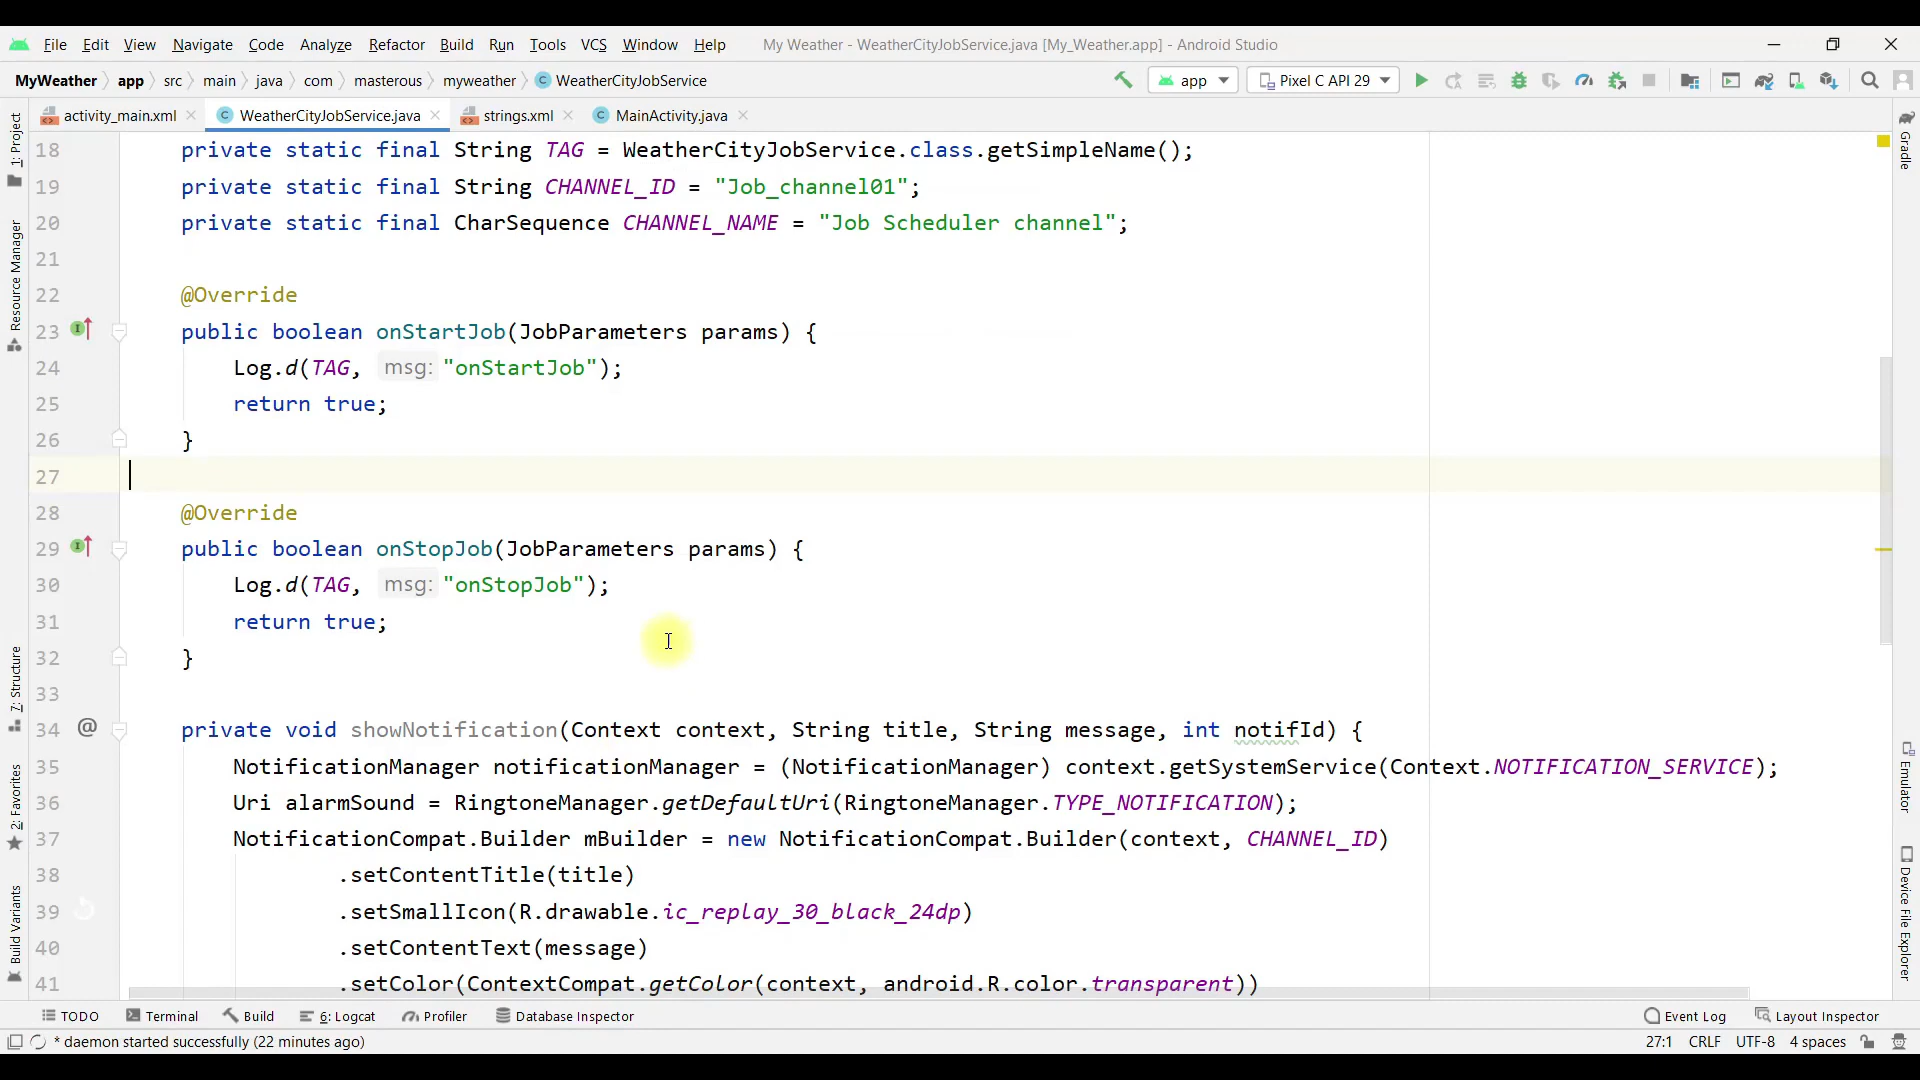 File Edit View Navigate Code Analyze Refactor Build Run Tools VCS Window Help My Weather - WeatherCityJobService.java [My_Weather.app] - Android Studio
MyWeather app src main java com masterous myweather WeatherCityJobService app Pixel C API 29
activity_main.xml WeatherCityJobService.java strings.xml MainActivity.java
1: Project
Resource Manager
7: Structure
2: Favorites
Build Variants
18 private static final String TAG = WeatherCityJobService.class.getSimpleName();
19 private static final String CHANNEL_ID = "Job_channel01";
20 private static final CharSequence CHANNEL_NAME = "Job Scheduler channel";
21
22 @Override
23 public boolean onStartJob(JobParameters params) {
24 Log.d(TAG, msg: "onStartJob");
25 return true;
26 }
27
28 @Override
29 public boolean onStopJob(JobParameters params) {
30 Log.d(TAG, msg: "onStopJob");
31 return true;
32 }
33
34 @ private void showNotification(Context context, String title, String message, int notifId) {
35 NotificationManager notificationManager = (NotificationManager) context.getSystemService(Context.NOTIFICATION_SERVICE);
36 Uri alarmSound = RingtoneManager.getDefaultUri(RingtoneManager.TYPE_NOTIFICATION);
37 NotificationCompat.Builder mBuilder = new NotificationCompat.Builder(context, CHANNEL_ID)
38 .setContentTitle(title)
39 .setSmallIcon(R.drawable.ic_replay_30_black_24dp)
40 .setContentText(message)
41 .setColor(ContextCompat.getColor(context, android.R.color.transparent))
Gradle
Emulator
Device File Explorer
TODO Terminal Build 6: Logcat Profiler Database Inspector Event Log Layout Inspector
* daemon started successfully (22 minutes ago) 27:1 CRLF UTF-8 4 spaces